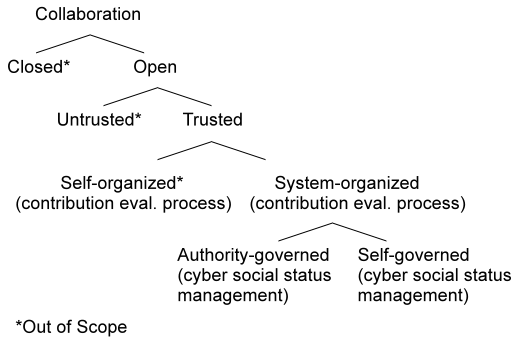 Collaboration
Closed* Open
Untrusted* Trusted
Self-organized* System-organized
(contribution eval. process) (contribution eval. process)
Authority-governed Self-governed
(cyber social status (cyber social status
management) management)
*Out of Scope